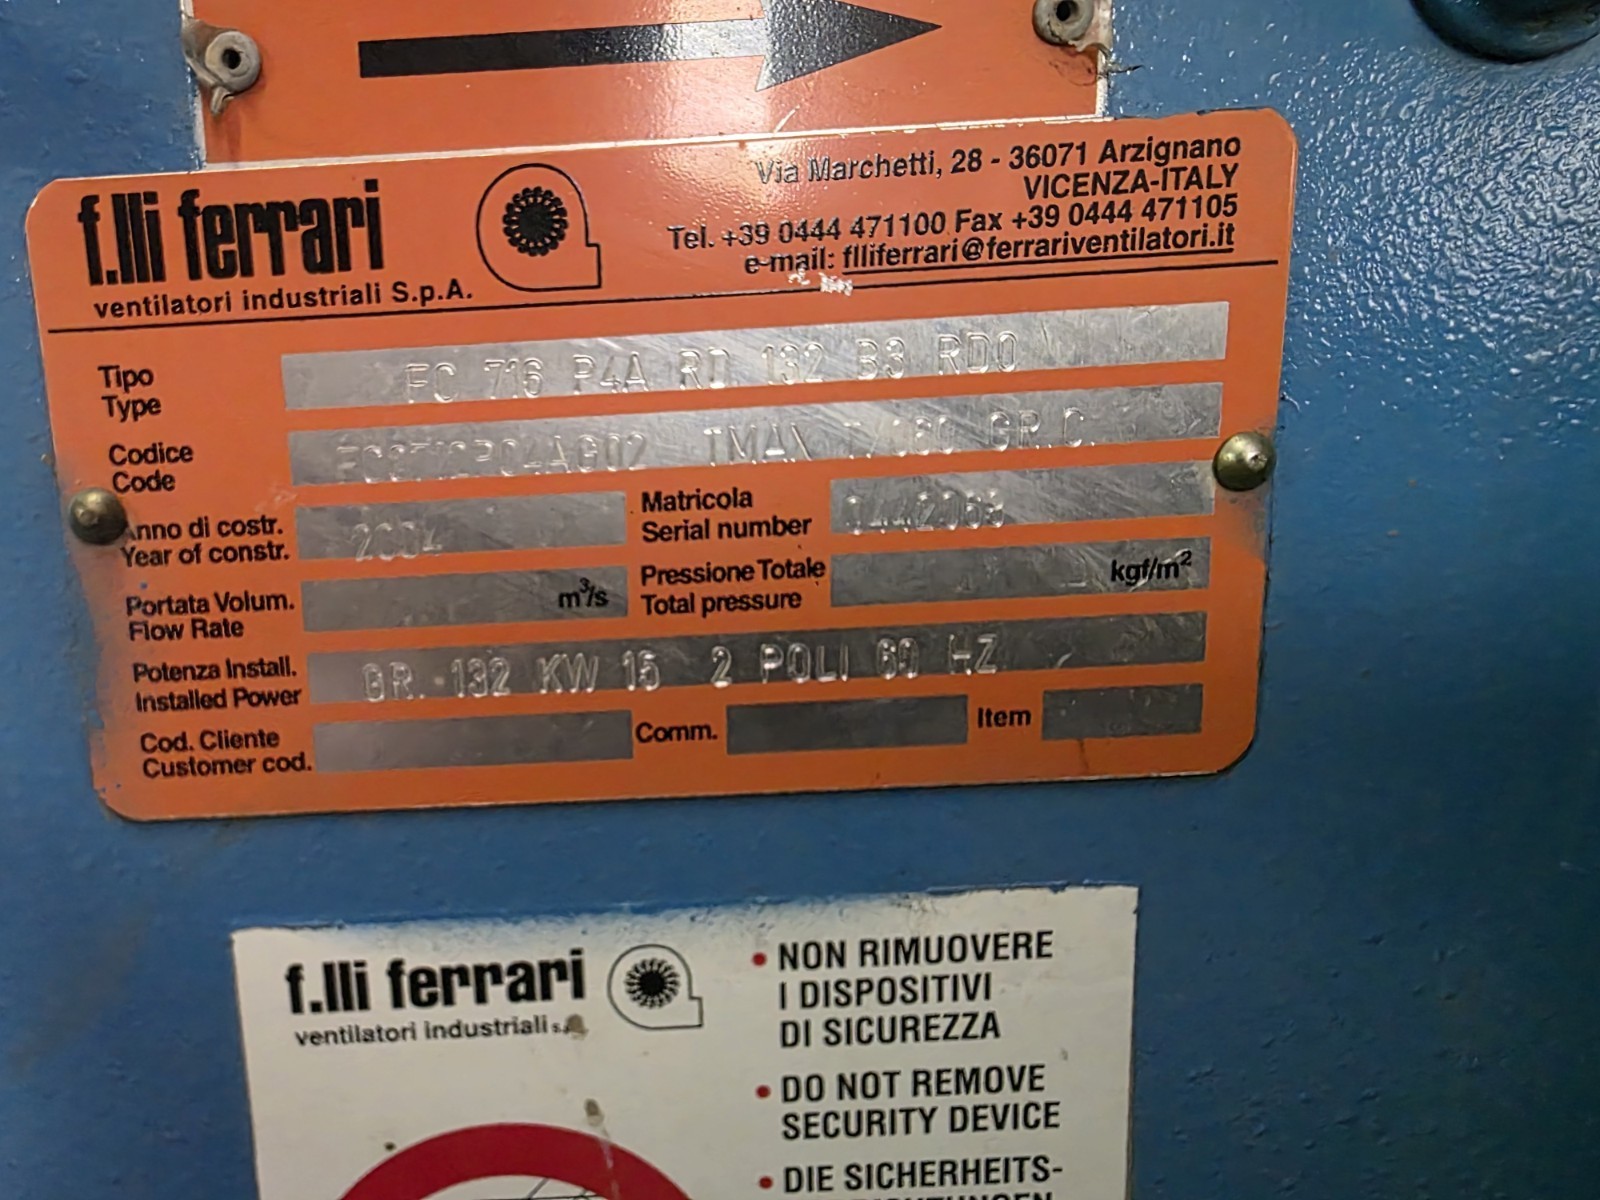 f.lli ferrari
ventilatori industriali S.p.A.
Via Marchetti, 28 - 36071 Arzignano
VICENZA-ITALY
Tel. +39 0444 471100 Fax +39 0444 471105
e-mail: flliferrari@ferrariventilatori.it
Tipo
Type
FC 716 P4A RD 132 B3 RD0
Codice
Code
TMAX GR.C.
Anno di costr.
Year of constr.
2004
Matricola
Serial number
Portata Volum.
Flow Rate
m³/s
Pressione Totale
Total pressure
kgf/m²
Potenza Install.
Installed Power
GR. 132 KW 15 2 POLI 60 HZ
Cod. Cliente
Customer cod.
Comm.
Item
f.lli ferrari
ventilatori industriali
• NON RIMUOVERE
I DISPOSITIVI
DI SICUREZZA
• DO NOT REMOVE
SECURITY DEVICE
• DIE SICHERHEITS-